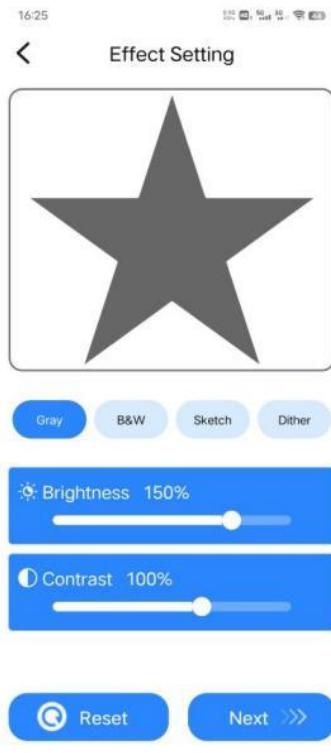 16:25
Effect Setting
Gray B&W Sketch Dither
Brightness 150%
Contrast 100%
Reset Next